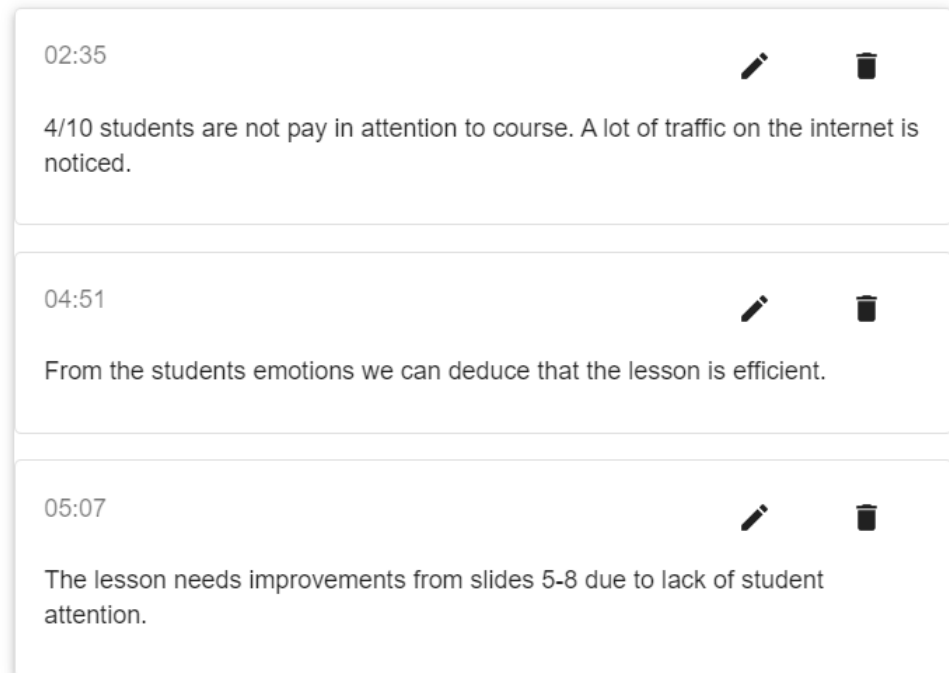 02:35
4/10 students are not pay in attention to course. A lot of traffic on the internet is
noticed.
04:51
From the students emotions we can deduce that the lesson is efficient.
05:07
The lesson needs improvements from slides 5-8 due to lack of student
attention.